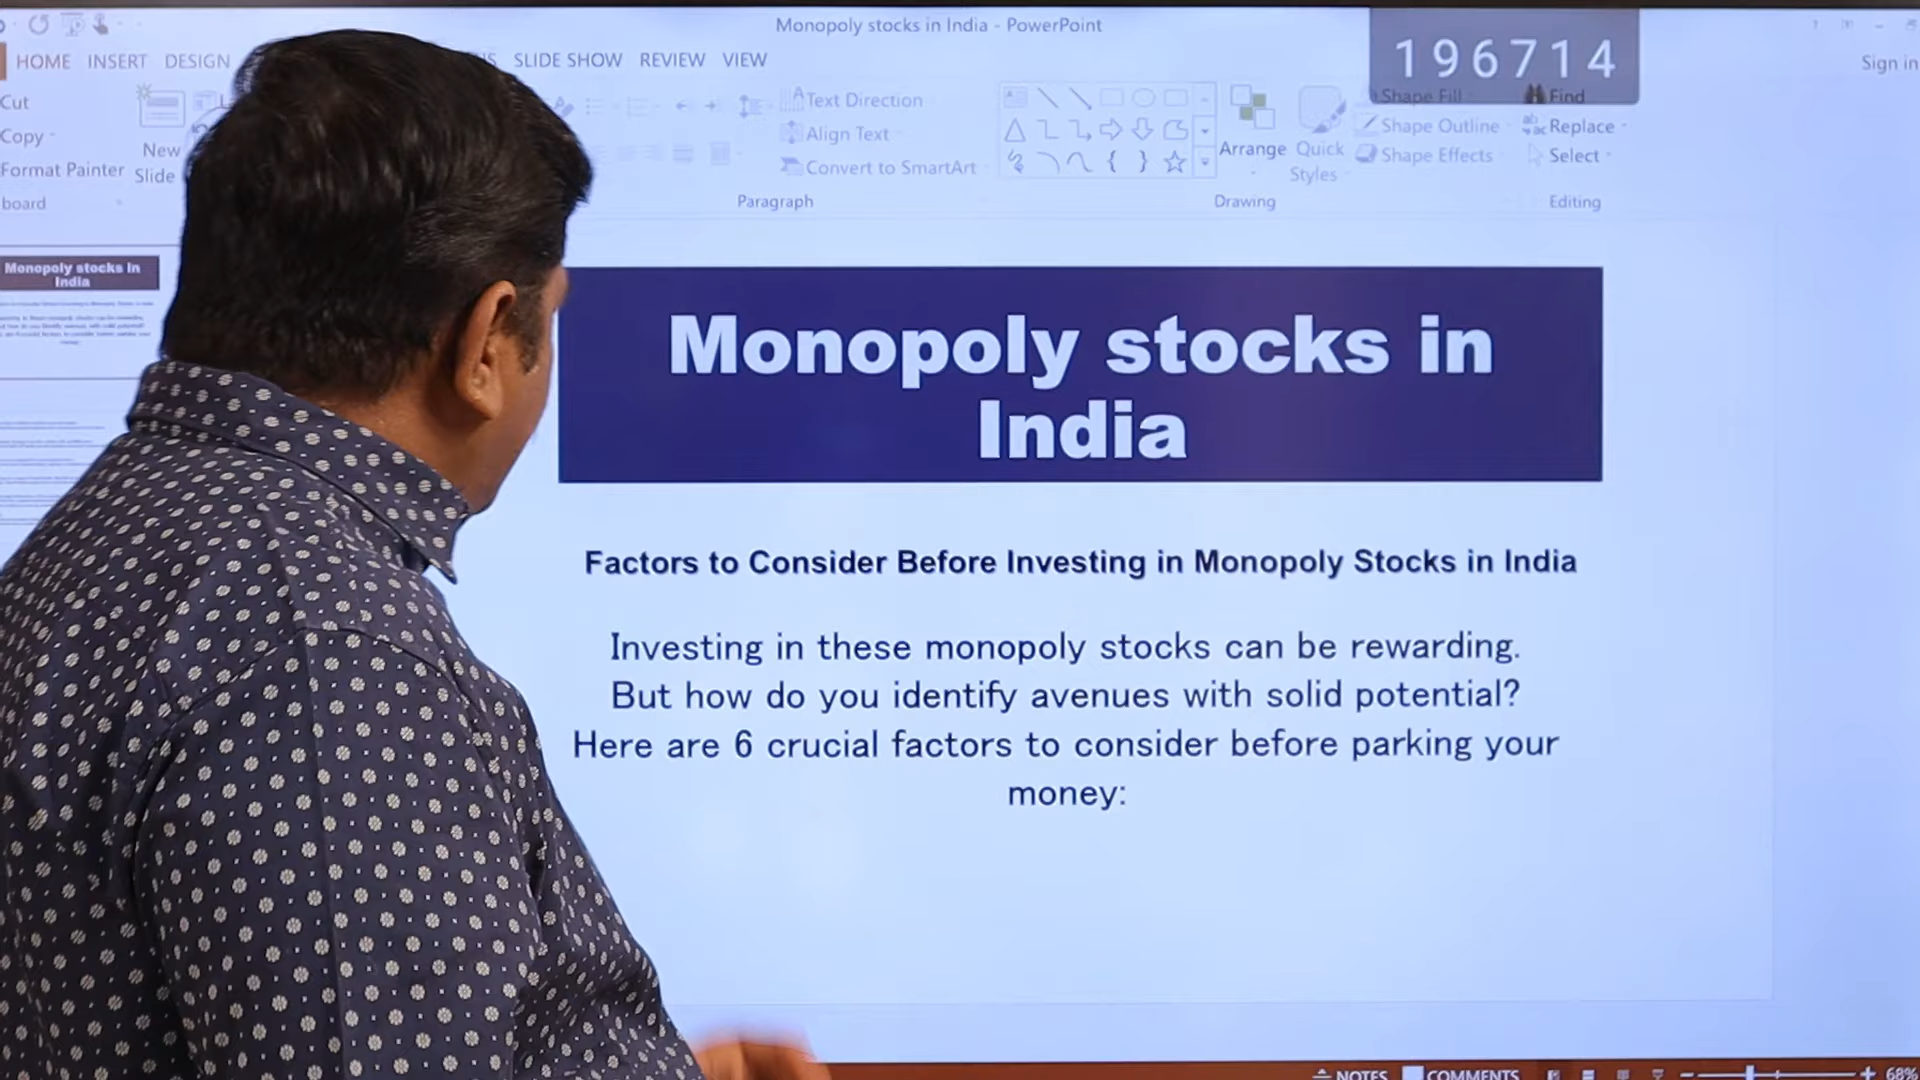 Monopoly stocks in India - PowerPoint
196714
HOME INSERT DESIGN SLIDE SHOW REVIEW VIEW
Sign in
Cut
Copy
Format Painter
board
New
Slide
Text Direction
Align Text
Convert to SmartArt
Paragraph
Arrange
Quick
Styles
Drawing
Shape Fill
Shape Outline
Shape Effects
Find
Replace
Select
Editing
Monopoly stocks in
India
Monopoly stocks in
India
Factors to Consider Before Investing in Monopoly Stocks in India
Investing in these monopoly stocks can be rewarding.
But how do you identify avenues with solid potential?
Here are 6 crucial factors to consider before parking your
money:
NOTES
COMMENTS
68%